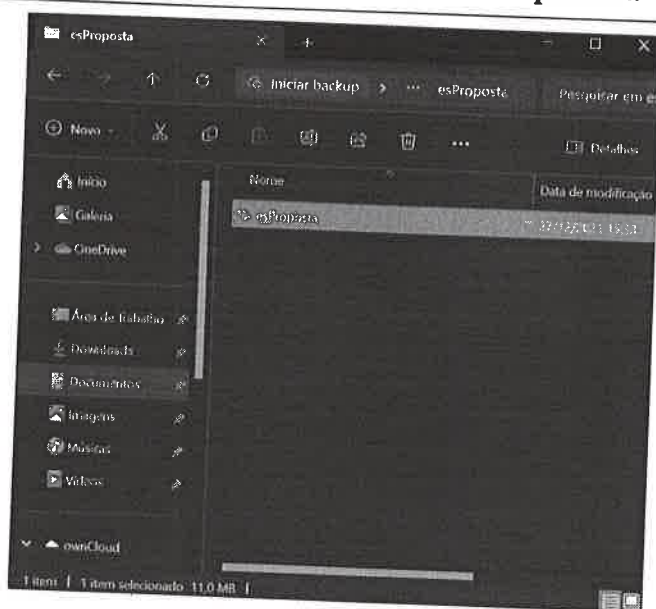 esProposta
Iniciar backup > ... esProposta Pesquisar em
Novo
Detalhes
Início
Galeria
OneDrive
Área de trabalho
Downloads
Documentos
Imagens
Músicas
Vídeos
ownCloud
Nome Data de modificação
esProposta
1 item | 1 item selecionado 11,0 MB |